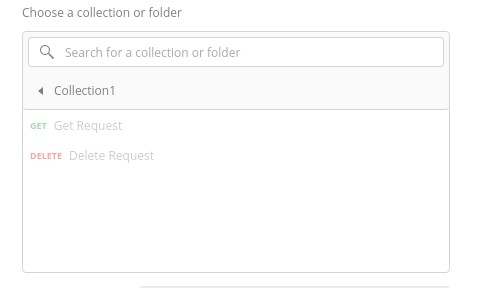 Choose a collection or folder
Search for a collection or folder
Collection1
GET Get Request
DELETE Delete Request